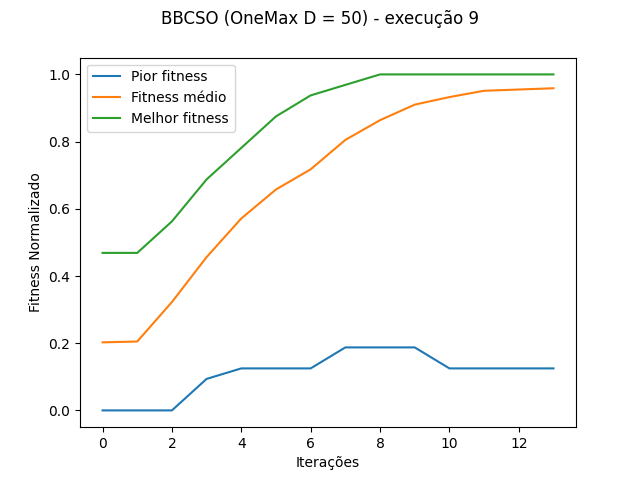 BBCSO (OneMax D = 50) - execução 9
Pior fitness
Fitness médio
Melhor fitness
Fitness Normalizado
1.0
0.8
0.6
0.4
0.2
0.0
0 2 4 6 8 10 12
Iterações